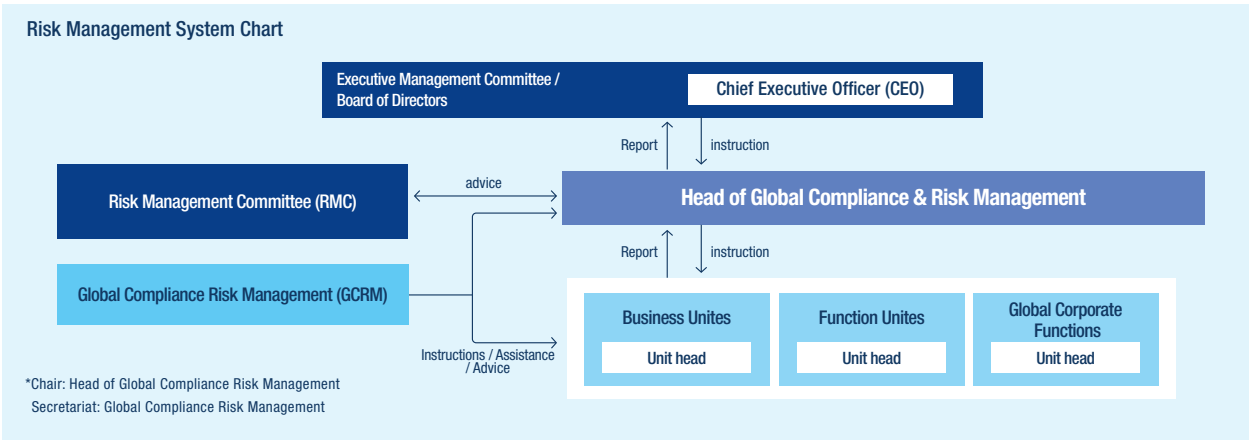 Risk Management System Chart
Executive Management Committee /
Board of Directors
Chief Executive Officer (CEO)
Report
instruction
Risk Management Committee (RMC)
advice
Head of Global Compliance & Risk Management
Report
instruction
Global Compliance Risk Management (GCRM)
Instructions / Assistance
/ Advice
Business Unites
Unit head
Function Unites
Unit head
Global Corporate
Functions
Unit head
*Chair: Head of Global Compliance Risk Management
Secretariat: Global Compliance Risk Management